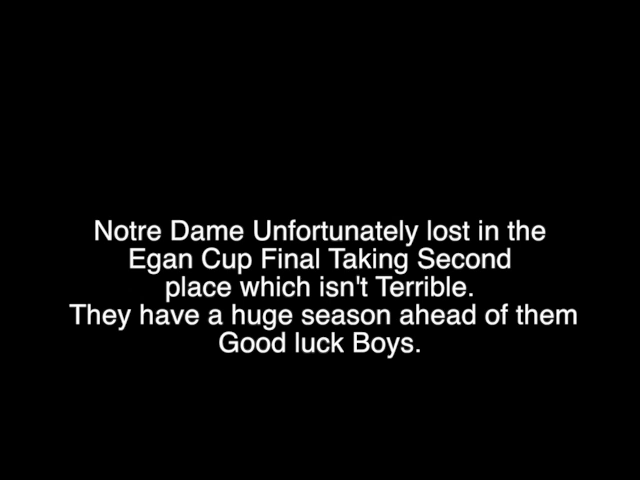 Notre Dame Unfortunately lost in the
Egan Cup Final Taking Second
place which isn't Terrible.
They have a huge season ahead of them
Good luck Boys.